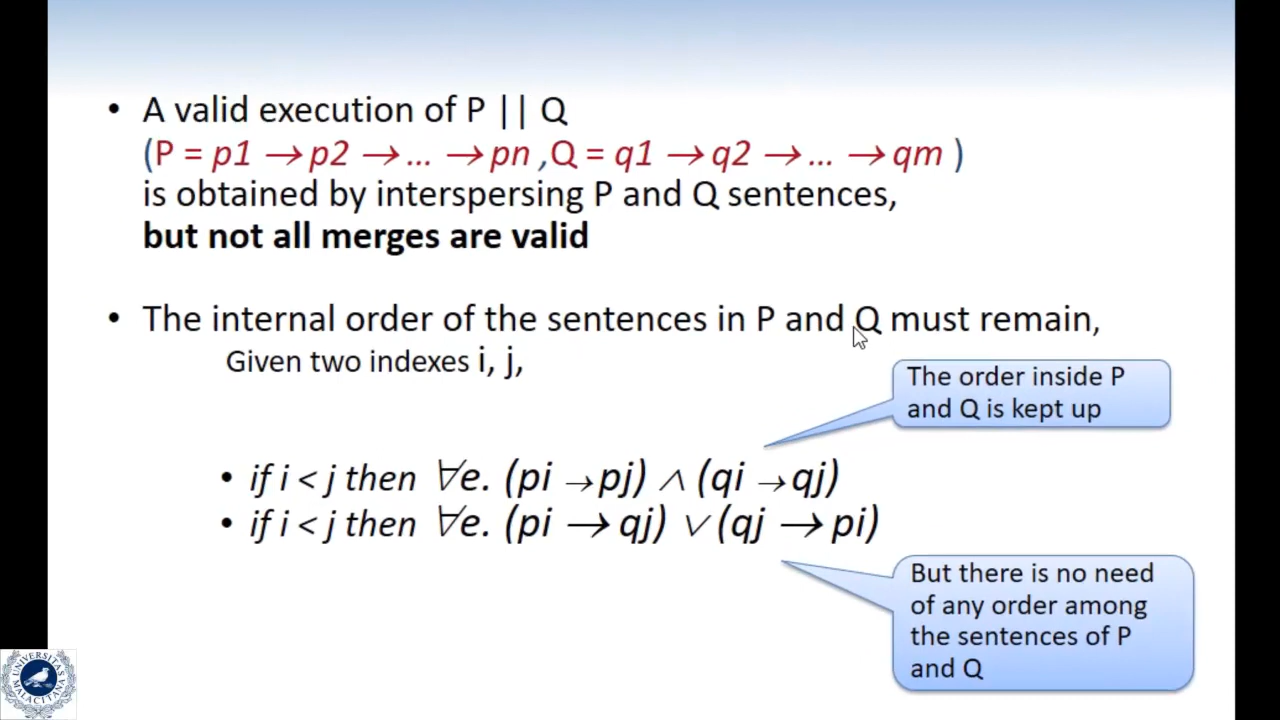 • A valid execution of P || Q
(P = p1 →p2 →... →pn ,Q = q1 →q2 →... →qm )
is obtained by interspersing P and Q sentences,
but not all merges are valid
• The internal order of the sentences in P and Q must remain,
Given two indexes i, j,
The order inside P
and Q is kept up
• if i < j then ∀e. (pi →pj) ∧ (qi →qj)
• if i < j then ∀e. (pi → qj) ∨ (qj → pi)
But there is no need
of any order among
the sentences of P
and Q
UNIVERSITAS
MALACITANA